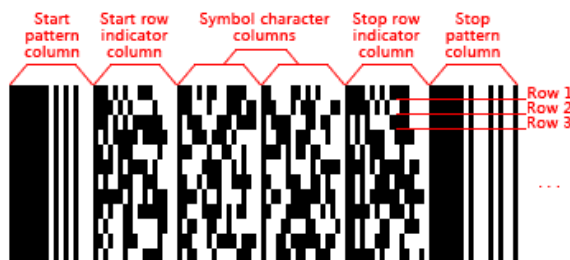 Start pattern column
Start row indicator column
Symbol character columns
Stop row indicator column
Stop pattern column
Row 1
Row 2
Row 3
...